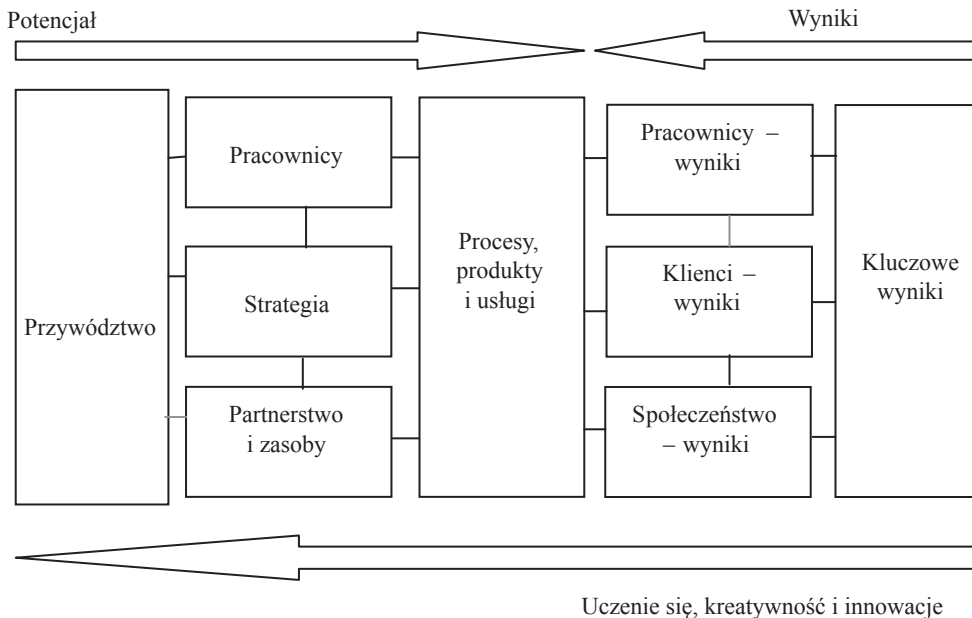 Potencjał
Wyniki
Przywództwo
Pracownicy
Strategia
Partnerstwo
i zasoby
Procesy,
produkty
i usługi
Pracownicy –
wyniki
Klienci –
wyniki
Społeczeństwo
– wyniki
Kluczowe
wyniki
Uczenie się, kreatywność i innowacje